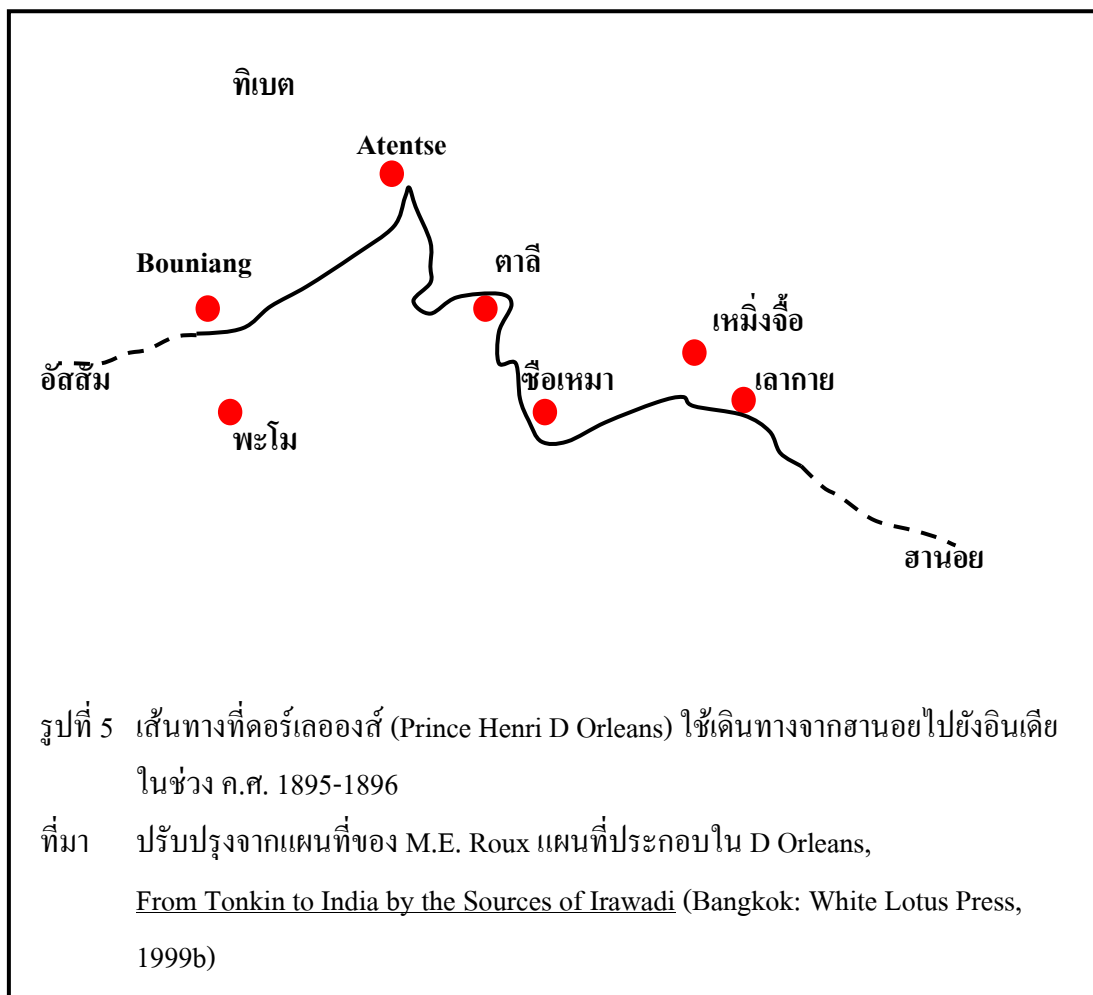 ทิเบต
Atentse
Bouniang
ตาลี
เหมิ่งจื้อ
อัสสัม
ซือเหมา
เลากาย
พะโม
ฮานอย
รูปที่ 5 เส้นทางที่ดอร์เลอองส์ (Prince Henri D Orleans) ใช้เดินทางจากฮานอยไปยังอินเดีย
ในช่วง ค.ศ. 1895-1896
ที่มา ปรับปรุงจากแผนที่ของ M.E. Roux แผนที่ประกอบใน D Orleans,
From Tonkin to India by the Sources of Irawadi (Bangkok: White Lotus Press,
1999b)